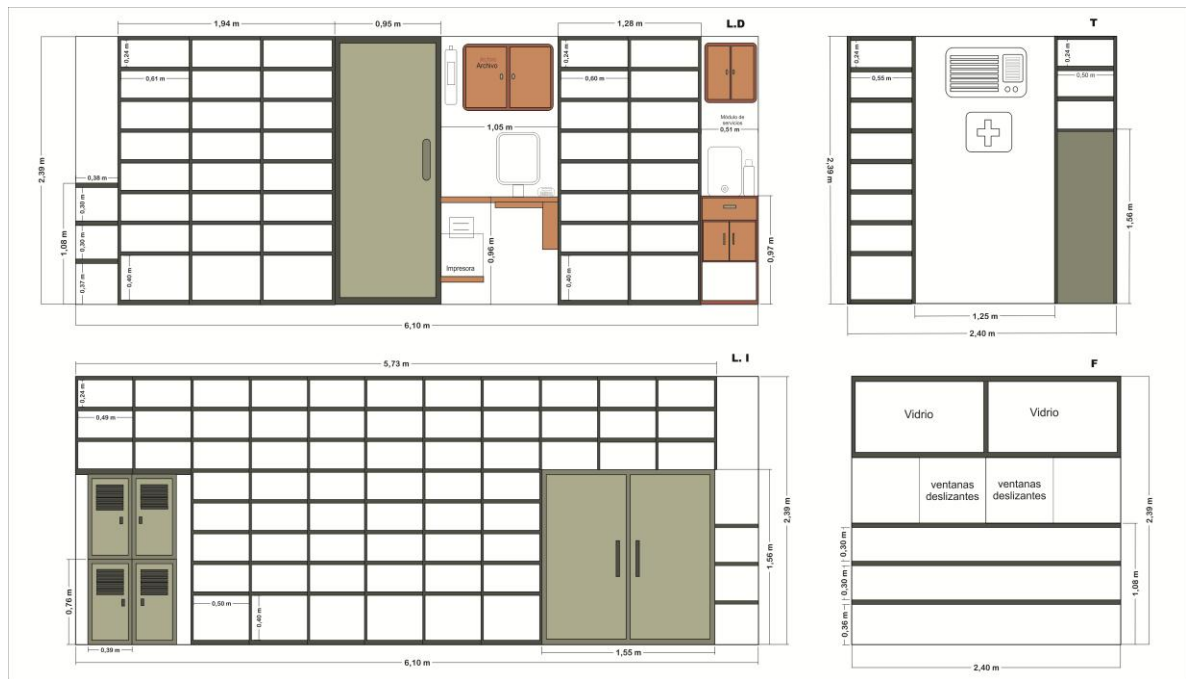 1,94 m
0,95 m
1,28 m
L.D
0,24 m
0,61 m
2,39 m
0,38 m
1,08 m
0,30 m
0,30 m
0,37 m
0,40 m
Archivo
1,05 m
0,96 m
Impresora
0,24 m
0,60 m
0,40 m
Módulo de
servicios
0,51 m
0,97 m
6,10 m
T
0,24 m
0,55 m
0,24 m
0,50 m
2,39 m
1,56 m
1,25 m
2,40 m
L. I
5,73 m
0,24 m
0,49 m
0,76 m
0,39 m
0,50 m
0,40 m
1,55 m
1,56 m
2,39 m
6,10 m
F
Vidrio
Vidrio
ventanas
deslizantes
ventanas
deslizantes
0,30 m
0,30 m
0,36 m
1,08 m
2,39 m
2,40 m